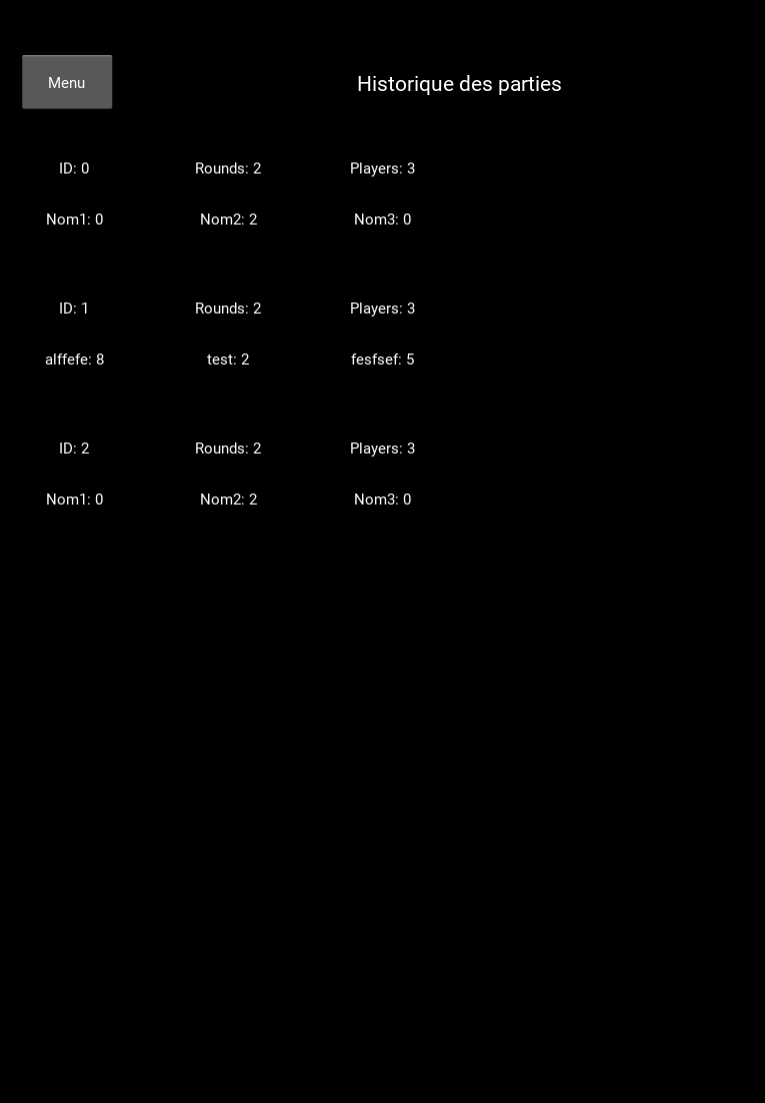 Menu Historique des parties
ID: 0 Rounds: 2 Players: 3
Nom1: 0 Nom2: 2 Nom3: 0
ID: 1 Rounds: 2 Players: 3
alffefe: 8 test: 2 fesfsef: 5
ID: 2 Rounds: 2 Players: 3
Nom1: 0 Nom2: 2 Nom3: 0